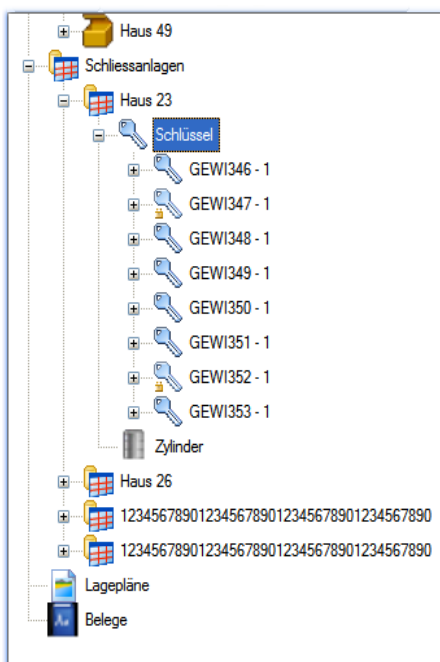 Haus 49
Schliessanlagen
Haus 23
Schlüssel
GEWI346 - 1
GEWI347 - 1
GEWI348 - 1
GEWI349 - 1
GEWI350 - 1
GEWI351 - 1
GEWI352 - 1
GEWI353 - 1
Zylinder
Haus 26
1234567890123456789012345678901234567890
1234567890123456789012345678901234567890
Lagepläne
Belege